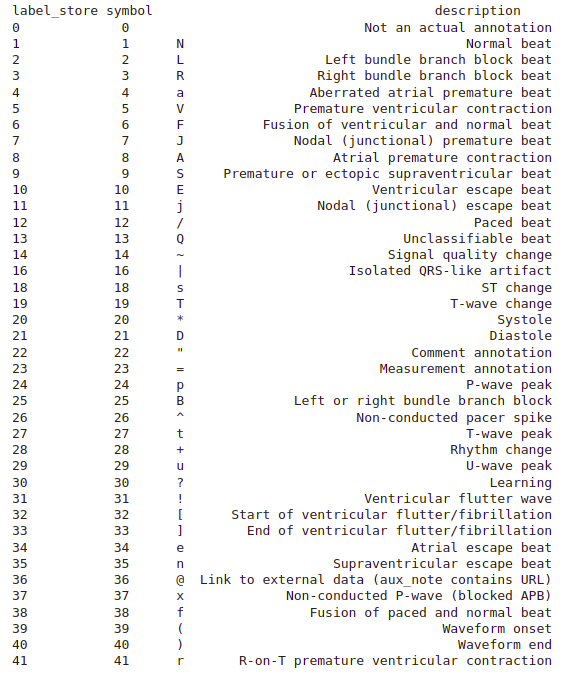 label_store symbol description
0 0 Not an actual annotation
1 1 N Normal beat
2 2 L Left bundle branch block beat
3 3 R Right bundle branch block beat
4 4 a Aberrated atrial premature beat
5 5 V Premature ventricular contraction
6 6 F Fusion of ventricular and normal beat
7 7 J Nodal (junctional) premature beat
8 8 A Atrial premature contraction
9 9 S Premature or ectopic supraventricular beat
10 10 E Ventricular escape beat
11 11 j Nodal (junctional) escape beat
12 12 / Paced beat
13 13 Q Unclassifiable beat
14 14 ~ Signal quality change
16 16 | Isolated QRS-like artifact
18 18 s ST change
19 19 T T-wave change
20 20 * Systole
21 21 D Diastole
22 22 " Comment annotation
23 23 = Measurement annotation
24 24 p P-wave peak
25 25 B Left or right bundle branch block
26 26 ^ Non-conducted pacer spike
27 27 t T-wave peak
28 28 + Rhythm change
29 29 u U-wave peak
30 30 ? Learning
31 31 ! Ventricular flutter wave
32 32 [ Start of ventricular flutter/fibrillation
33 33 ] End of ventricular flutter/fibrillation
34 34 e Atrial escape beat
35 35 n Supraventricular escape beat
36 36 @ Link to external data (aux_note contains URL)
37 37 x Non-conducted P-wave (blocked APB)
38 38 f Fusion of paced and normal beat
39 39 ( Waveform onset
40 40 ) Waveform end
41 41 r R-on-T premature ventricular contraction